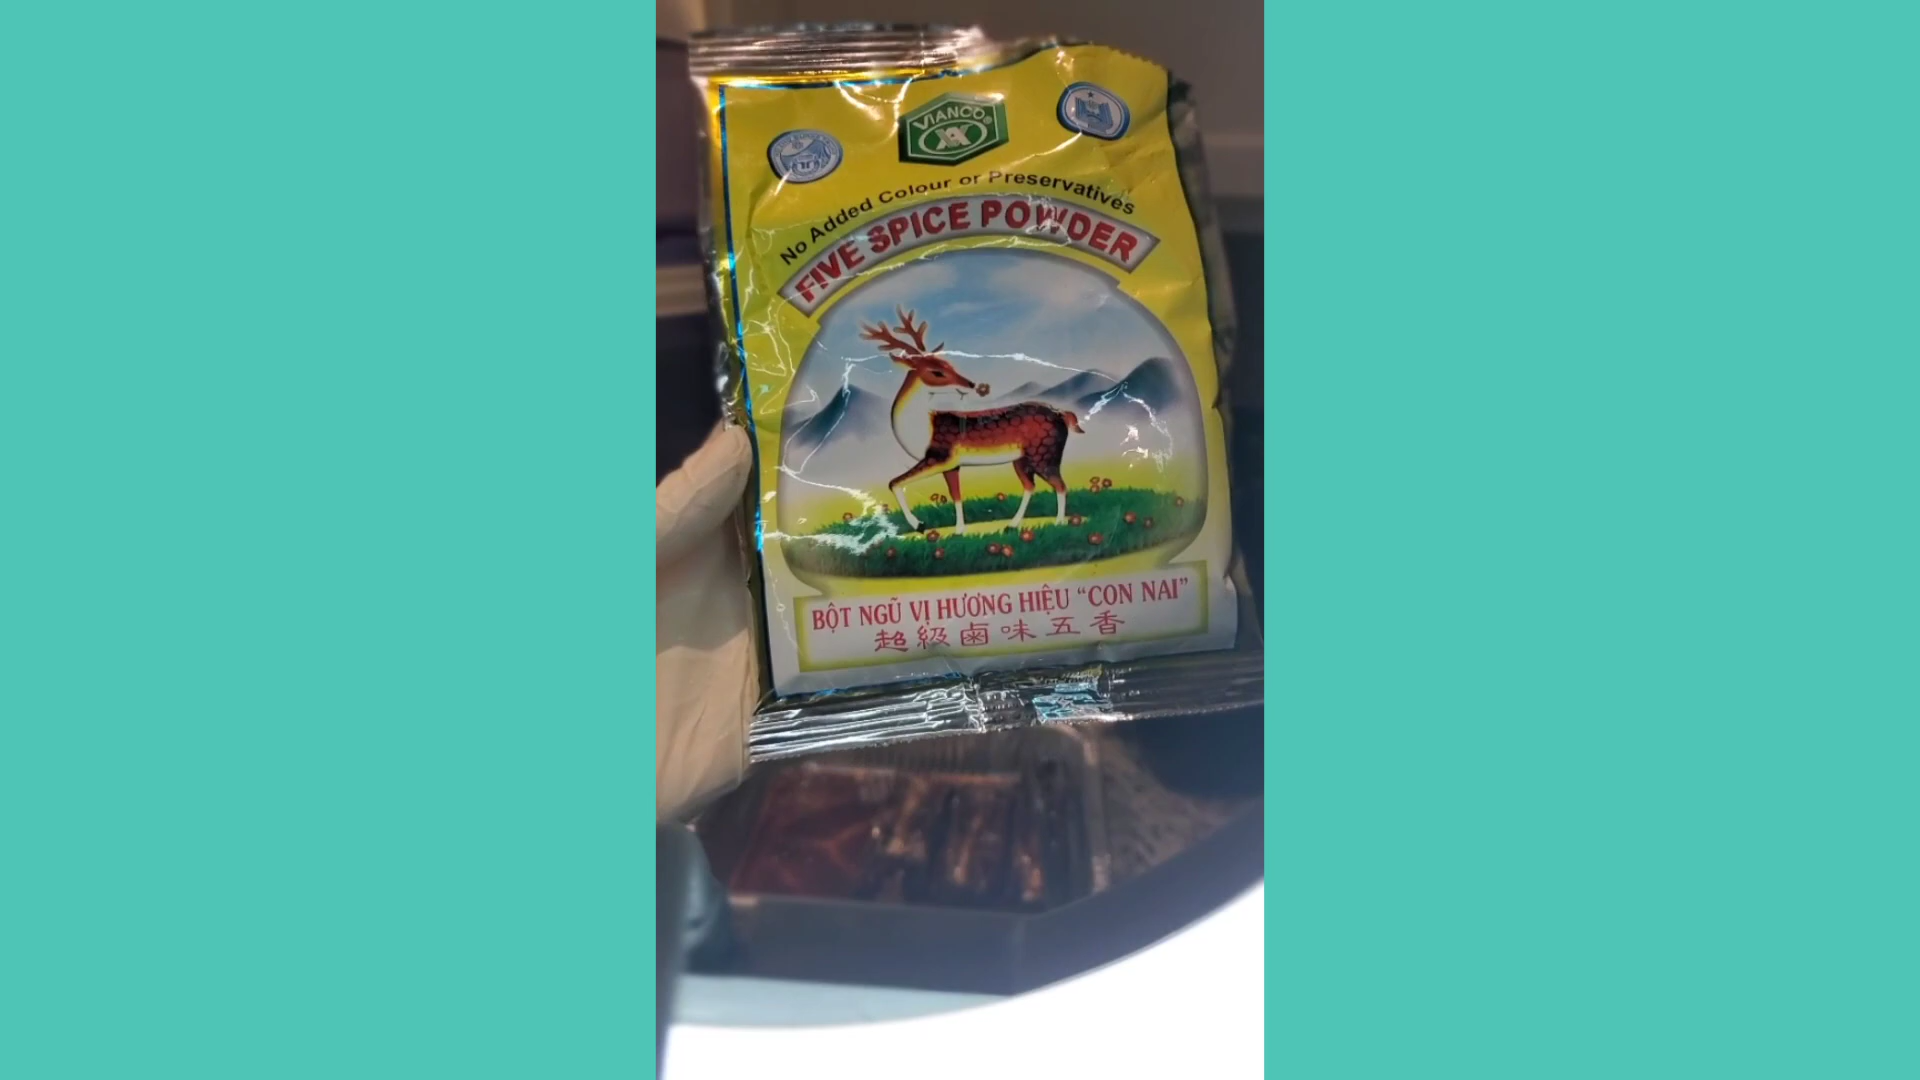 VIANCO®
No Added Colour or Preservatives
FIVE SPICE POWDER
BỘT NGŨ VỊ HƯƠNG HIỆU “CON NAI”
超級鹵味五香